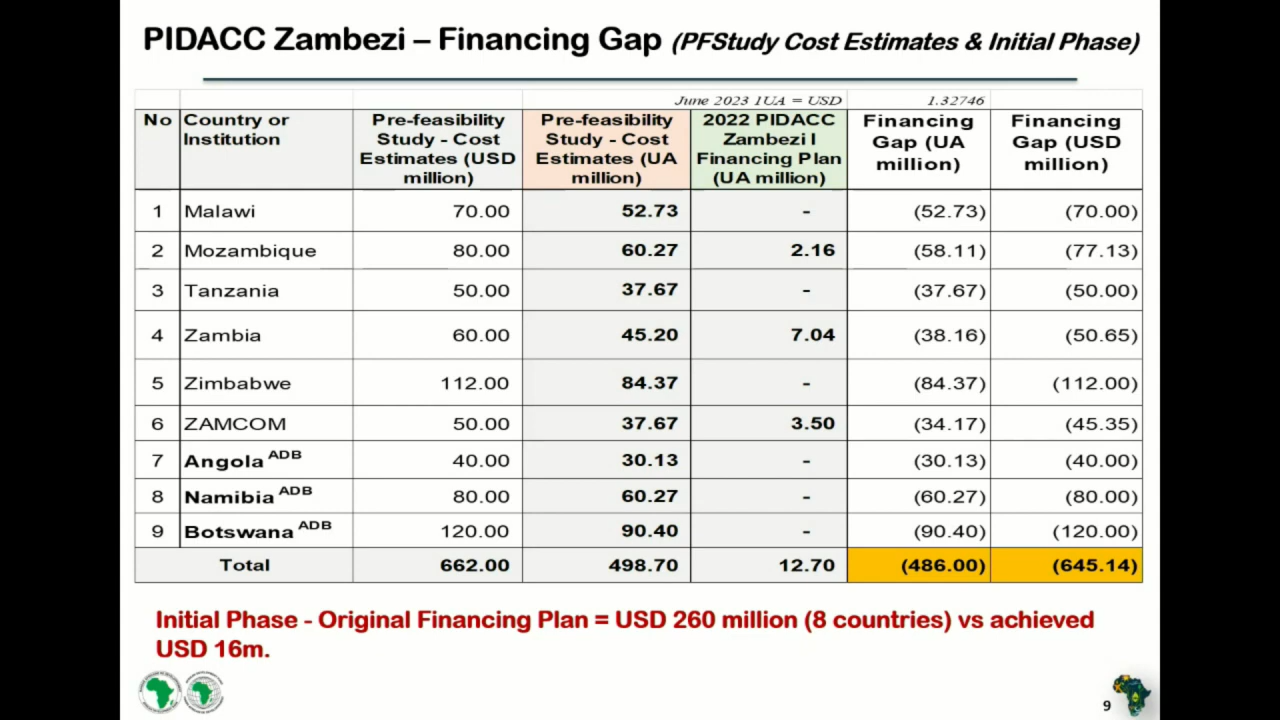 PIDACC Zambezi – Financing Gap (PFStudy Cost Estimates & Initial Phase)
June 2023 1UA = USD 1.32746
No Country or Institution Pre-feasibility Study - Cost Estimates (USD million) Pre-feasibility Study - Cost Estimates (UA million) 2022 PIDACC Zambezi I Financing Plan (UA million) Financing Gap (UA million) Financing Gap (USD million)
1 Malawi 70.00 52.73 - (52.73) (70.00)
2 Mozambique 80.00 60.27 2.16 (58.11) (77.13)
3 Tanzania 50.00 37.67 - (37.67) (50.00)
4 Zambia 60.00 45.20 7.04 (38.16) (50.65)
5 Zimbabwe 112.00 84.37 - (84.37) (112.00)
6 ZAMCOM 50.00 37.67 3.50 (34.17) (45.35)
7 Angola ADB 40.00 30.13 - (30.13) (40.00)
8 Namibia ADB 80.00 60.27 - (60.27) (80.00)
9 Botswana ADB 120.00 90.40 - (90.40) (120.00)
Total 662.00 498.70 12.70 (486.00) (645.14)
Initial Phase - Original Financing Plan = USD 260 million (8 countries) vs achieved
USD 16m.
9